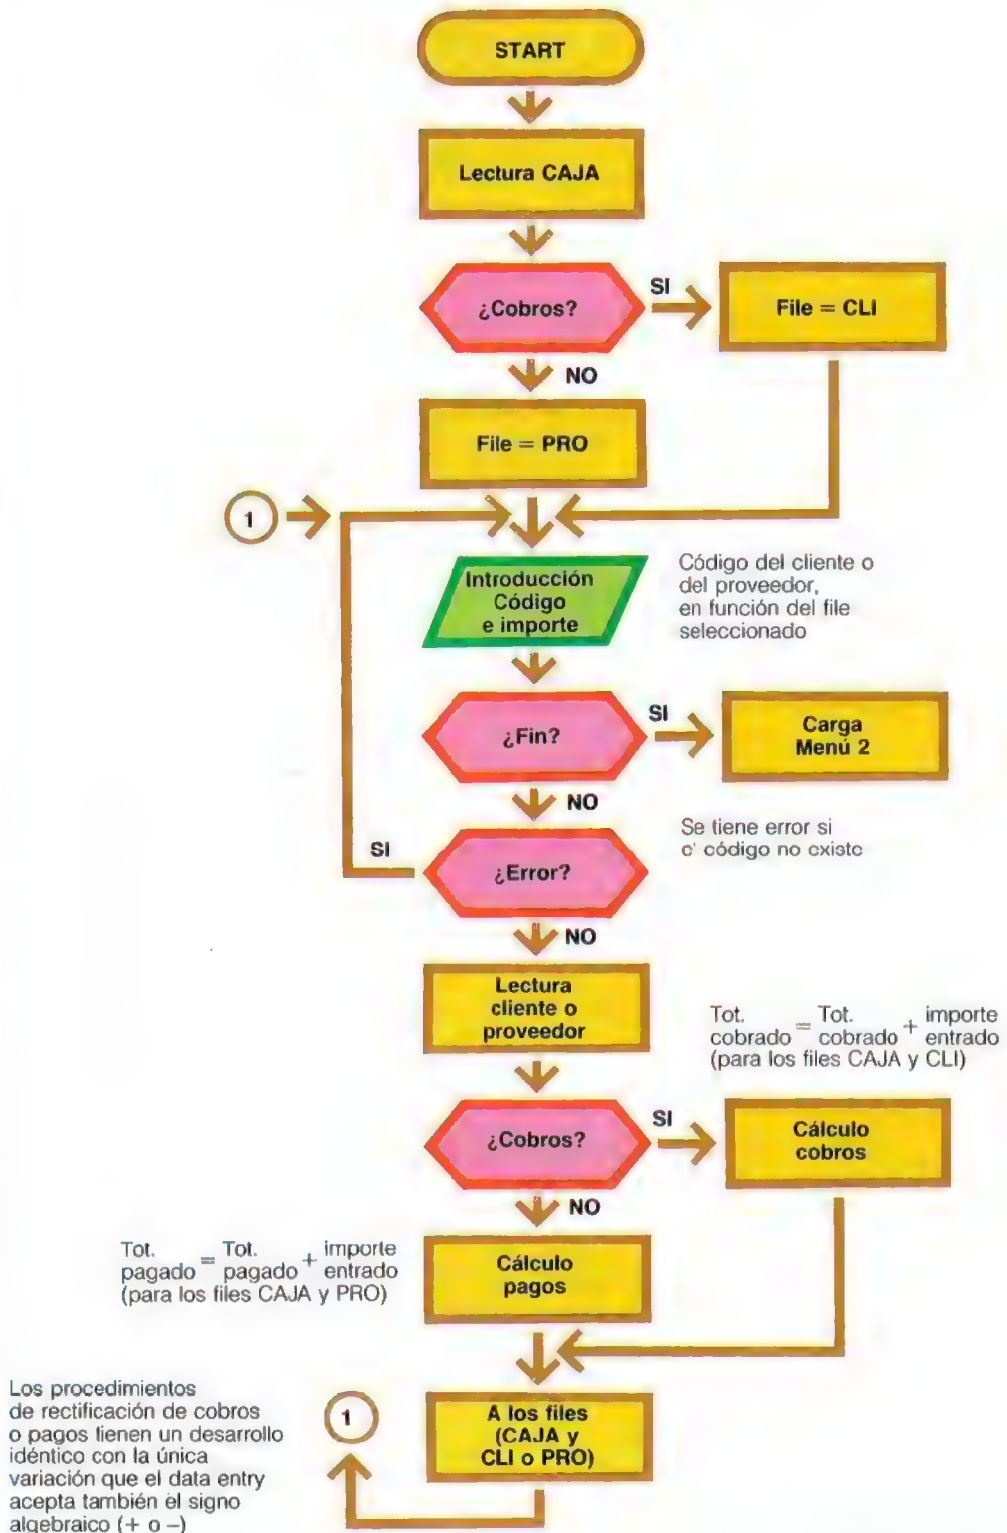 START
Lectura CAJA
¿Cobros?
SI
File = CLI
NO
File = PRO
1
Introducción
Código
e importe
Código del cliente o
del proveedor,
en función del file
seleccionado
¿Fin?
SI
Carga
Menú 2
NO
Se tiene error si
el código no existe
SI
¿Error?
NO
Lectura
cliente o
proveedor
Tot. Tot. importe
cobrado = cobrado + entrado
(para los files CAJA y CLI)
¿Cobros?
SI
Cálculo
cobros
NO
Tot. Tot. importe
pagado = pagado + entrado
(para los files CAJA y PRO)
Cálculo
pagos
Los procedimientos
de rectificación de cobros
o pagos tienen un desarrollo
idéntico con la única
variación que el data entry
acepta también el signo
algebraico (+ o –)
1
A los files
(CAJA y
CLI o PRO)